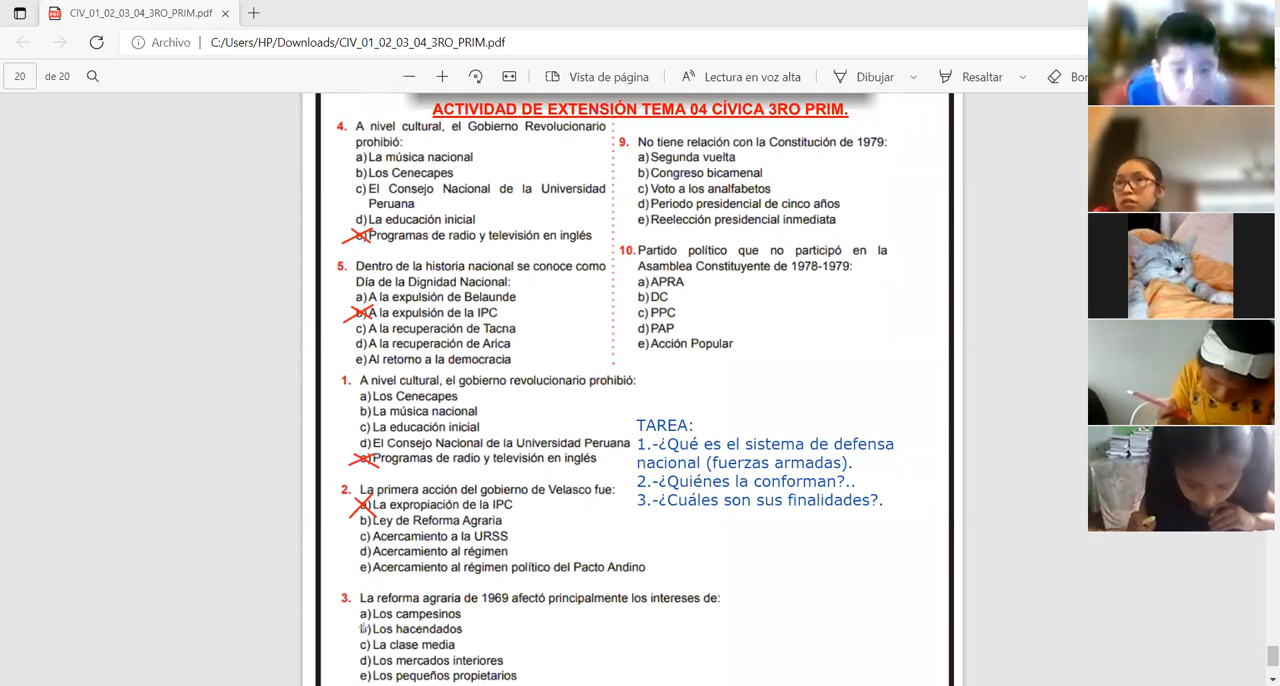 CIV_01_02_03_04_3RO_PRIM.pdf
Archivo
C:/Users/HP/Downloads/CIV_01_02_03_04_3RO_PRIM.pdf
20 de 20
Vista de página
Lectura en voz alta
Dibujar
Resaltar
Bor
ACTIVIDAD DE EXTENSIÓN TEMA 04 CÍVICA 3RO PRIM.
4. A nivel cultural, el Gobierno Revolucionario
prohibió:
a) La música nacional
b) Los Cenecapes
c) El Consejo Nacional de la Universidad
Peruana
d) La educación inicial
e) Programas de radio y televisión en inglés
5. Dentro de la historia nacional se conoce como
Día de la Dignidad Nacional:
a) A la expulsión de Belaunde
b) A la expulsión de la IPC
c) A la recuperación de Tacna
d) A la recuperación de Arica
e) Al retorno a la democracia
9. No tiene relación con la Constitución de 1979:
a) Segunda vuelta
b) Congreso bicamenal
c) Voto a los analfabetos
d) Periodo presidencial de cinco años
e) Reelección presidencial inmediata
10. Partido político que no participó en la
Asamblea Constituyente de 1978-1979:
a) APRA
b) DC
c) PPC
d) PAP
e) Acción Popular
1. A nivel cultural, el gobierno revolucionario prohibió:
a) Los Cenecapes
b) La música nacional
c) La educación inicial
d) El Consejo Nacional de la Universidad Peruana
e) Programas de radio y televisión en inglés
2. La primera acción del gobierno de Velasco fue:
a) La expropiación de la IPC
b) Ley de Reforma Agraria
c) Acercamiento a la URSS
d) Acercamiento al régimen
e) Acercamiento al régimen político del Pacto Andino
3. La reforma agraria de 1969 afectó principalmente los intereses de:
a) Los campesinos
b) Los hacendados
c) La clase media
d) Los mercados interiores
e) Los pequeños propietarios
TAREA:
1.-¿Qué es el sistema de defensa
nacional (fuerzas armadas).
2.-¿Quiénes la conforman?..
3.-¿Cuáles son sus finalidades?.